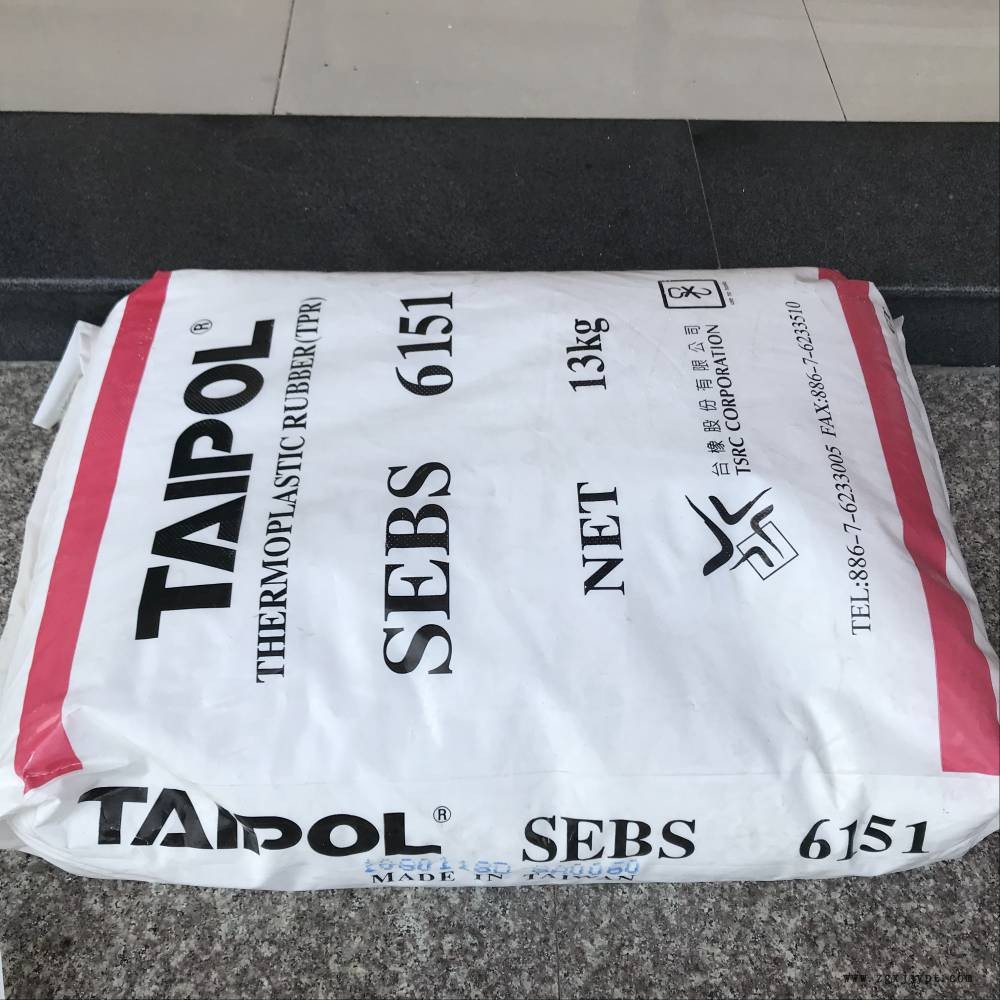 TAIPOL®
THERMOPLASTIC RUBBER(TPR)
SEBS 6151
NET 13kg
台橡股份有限公司
TSRC CORPORATION
TEL:886-7-6233005 FAX:886-7-6233510
TAIPOL® SEBS 6151
MADE IN TAIWAN